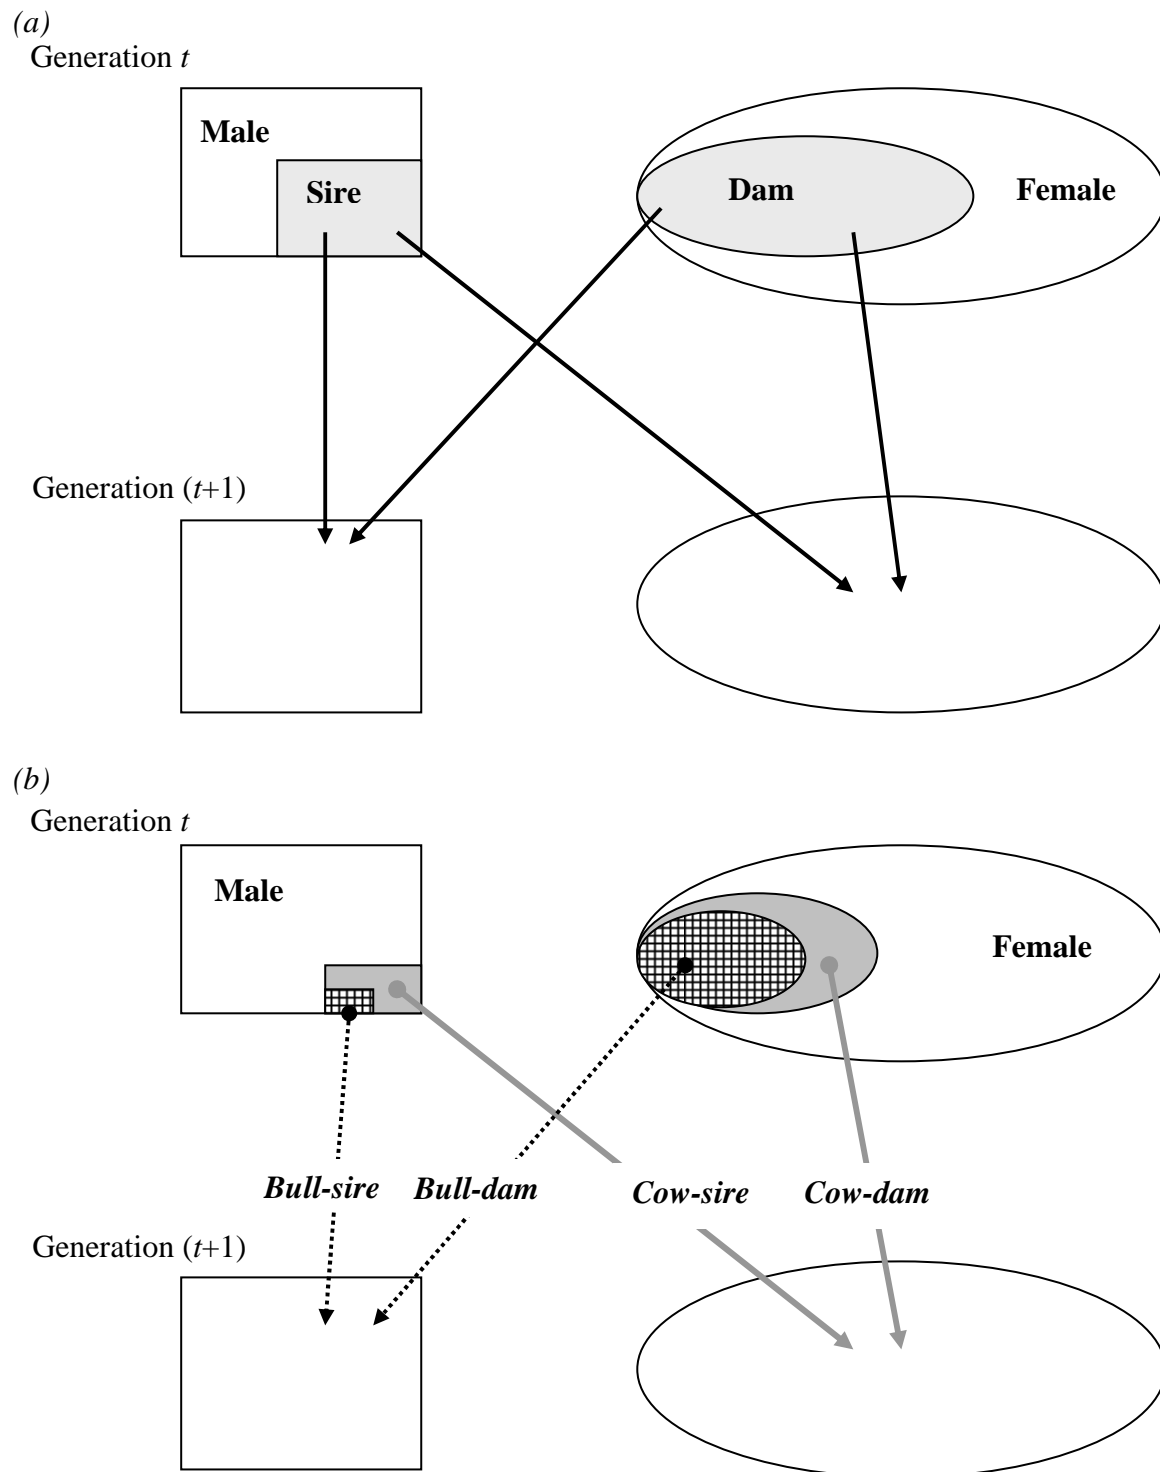 (a)
Generation t
Male
Sire
Dam
Female
Generation (t+1)
(b)
Generation t
Male
Female
Bull-sire
Bull-dam
Cow-sire
Cow-dam
Generation (t+1)